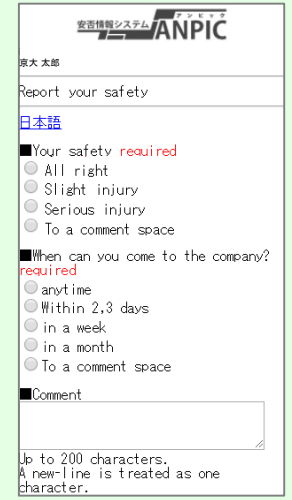 アンピック
安否情報システム ANPIC
京大 太郎
Report your safety
日本語
■Your safety required
All right
Slight injury
Serious injury
To a comment space
■When can you come to the company?
required
anytime
Within 2,3 days
in a week
in a month
To a comment space
■Comment
Up to 200 characters.
A new-line is treated as one
character.